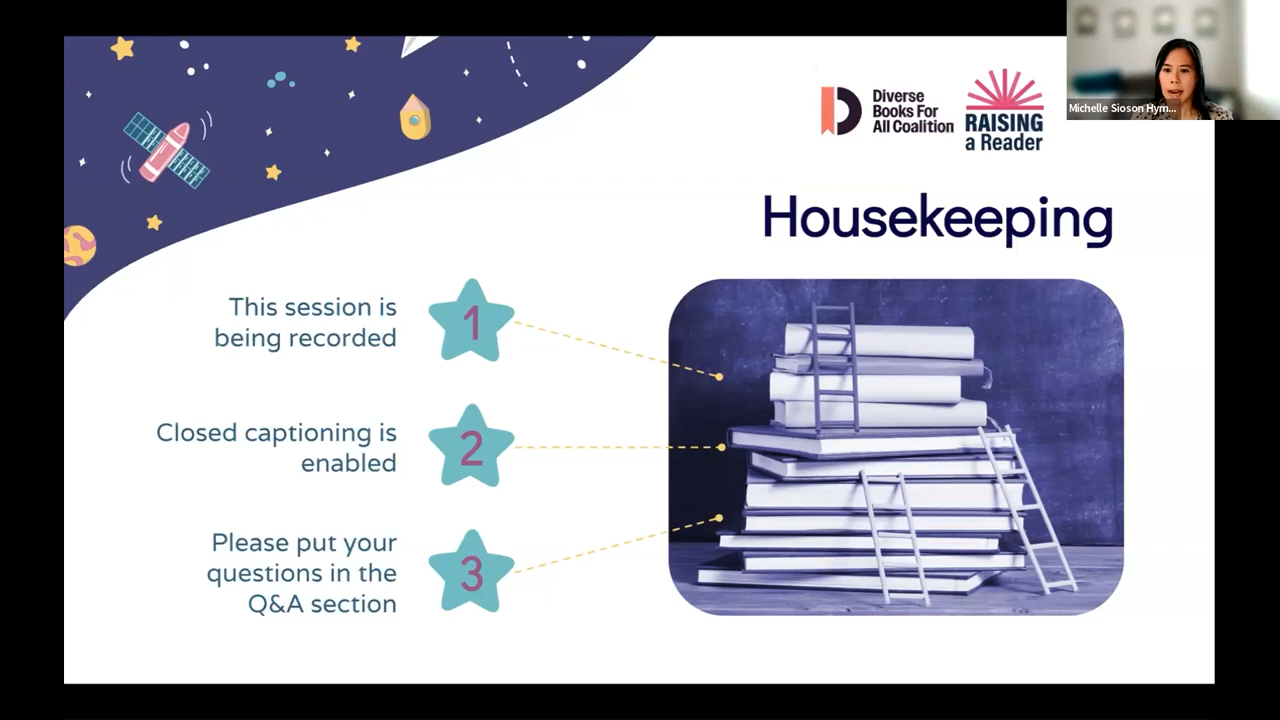 Diverse
Books For
All Coalition
RAISING
a Reader
Michelle Sioson Hym...
Housekeeping
This session is
being recorded
1
Closed captioning is
enabled
2
Please put your
questions in the
Q&A section
3